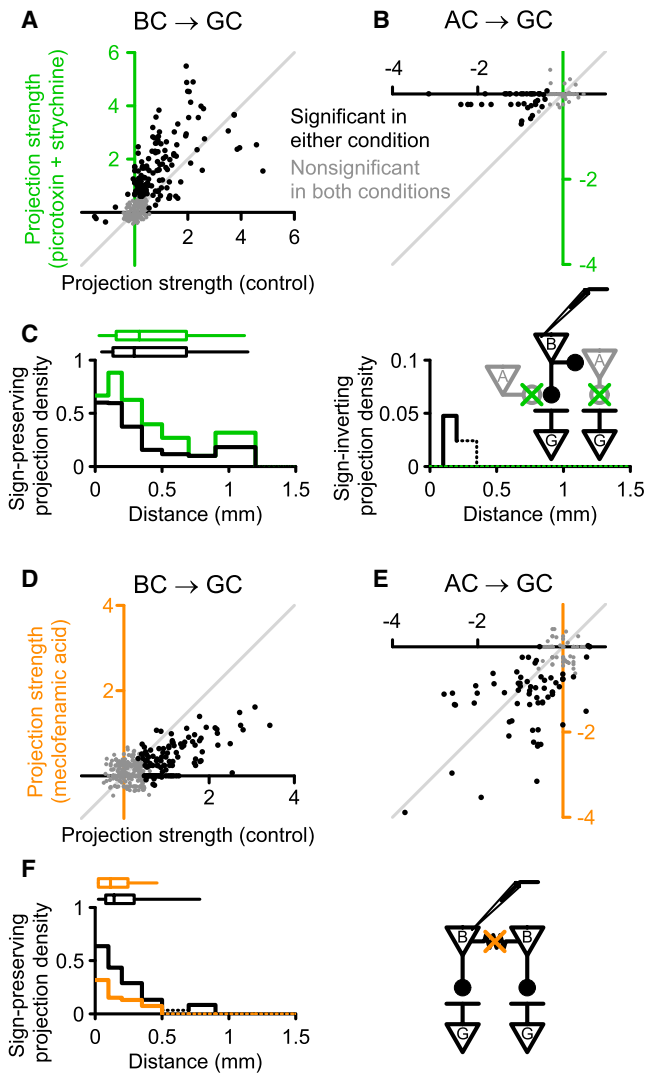 A
BC → GC
B
AC → GC
Projection strength
(picrotoxin + strychnine)
6
4
2
2
4
6
Projection strength (control)
-4
-2
-2
-4
Significant in
either condition
Nonsignificant
in both conditions
C
Sign-preserving
projection density
1
0.5
0
0
0.5
1
1.5
Distance (mm)
Sign-inverting
projection density
0.1
0.05
0
0
0.5
1
1.5
Distance (mm)
B
A
A
G
G
D
BC → GC
E
AC → GC
Projection strength
(meclofenamic acid)
4
2
2
4
Projection strength (control)
-4
-2
-2
-4
F
Sign-preserving
projection density
1
0.5
0
0
0.5
1
1.5
Distance (mm)
B
B
G
G